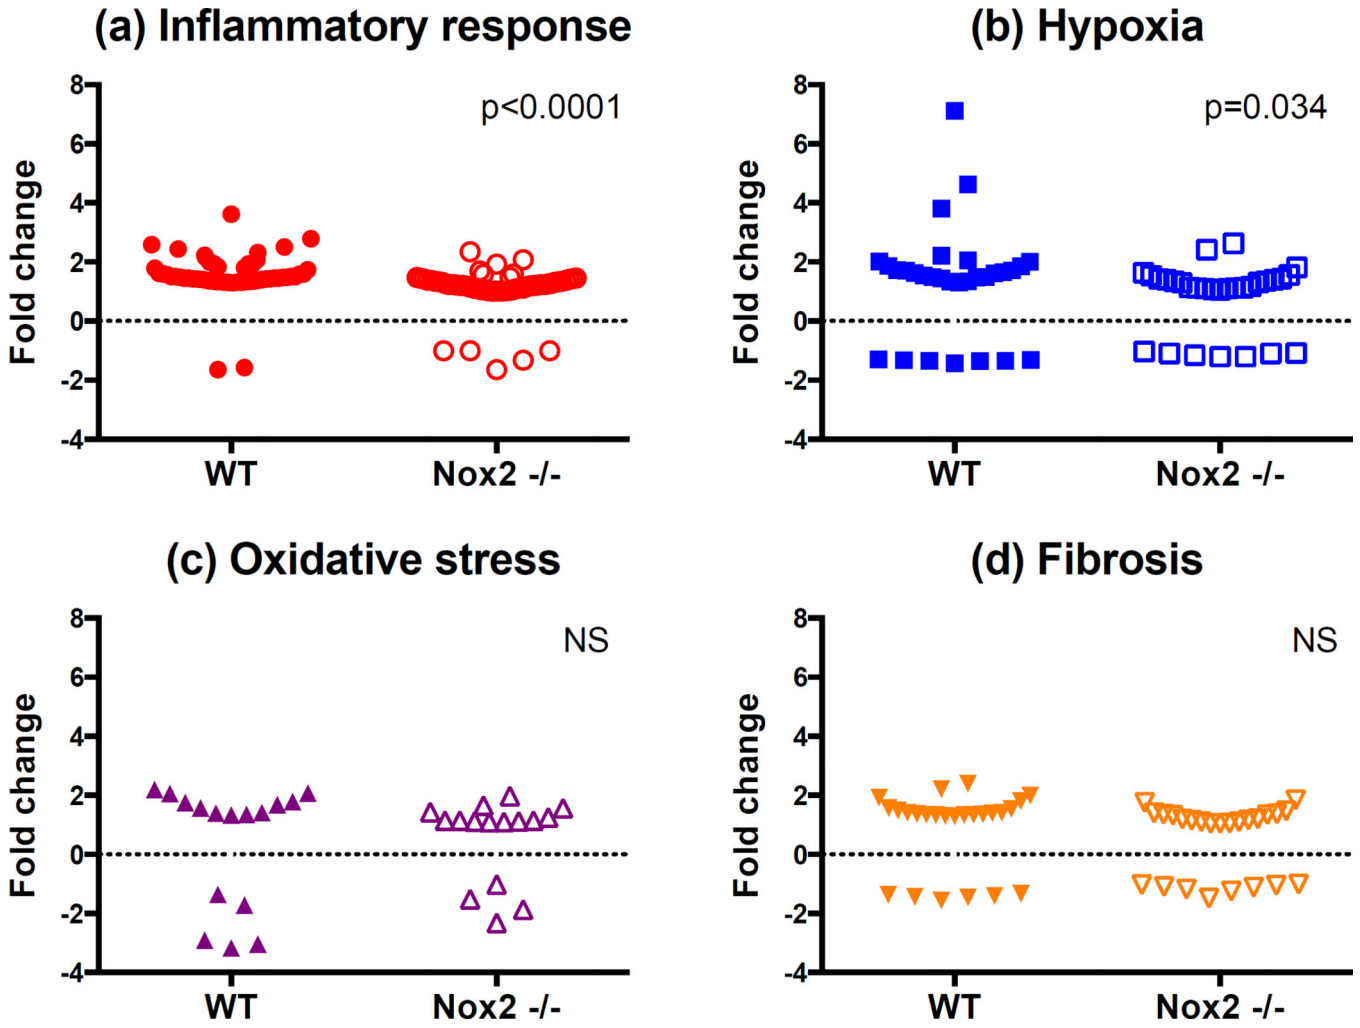 (a) Inflammatory response
8
6
4
2
0
-2
-4
Fold change
p<0.0001
WT
Nox2 -/-
(b) Hypoxia
8
6
4
2
0
-2
-4
Fold change
p=0.034
WT
Nox2 -/-
(c) Oxidative stress
8
6
4
2
0
-2
-4
Fold change
NS
WT
Nox2 -/-
(d) Fibrosis
8
6
4
2
0
-2
-4
Fold change
NS
WT
Nox2 -/-